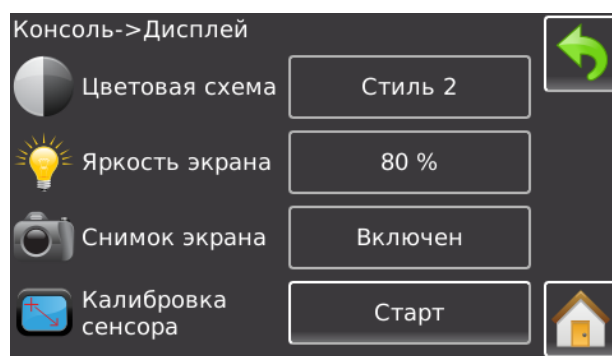 Консоль->Дисплей
Цветовая схема
Стиль 2
Яркость экрана
80 %
Снимок экрана
Включен
Калибровка
сенсора
Старт